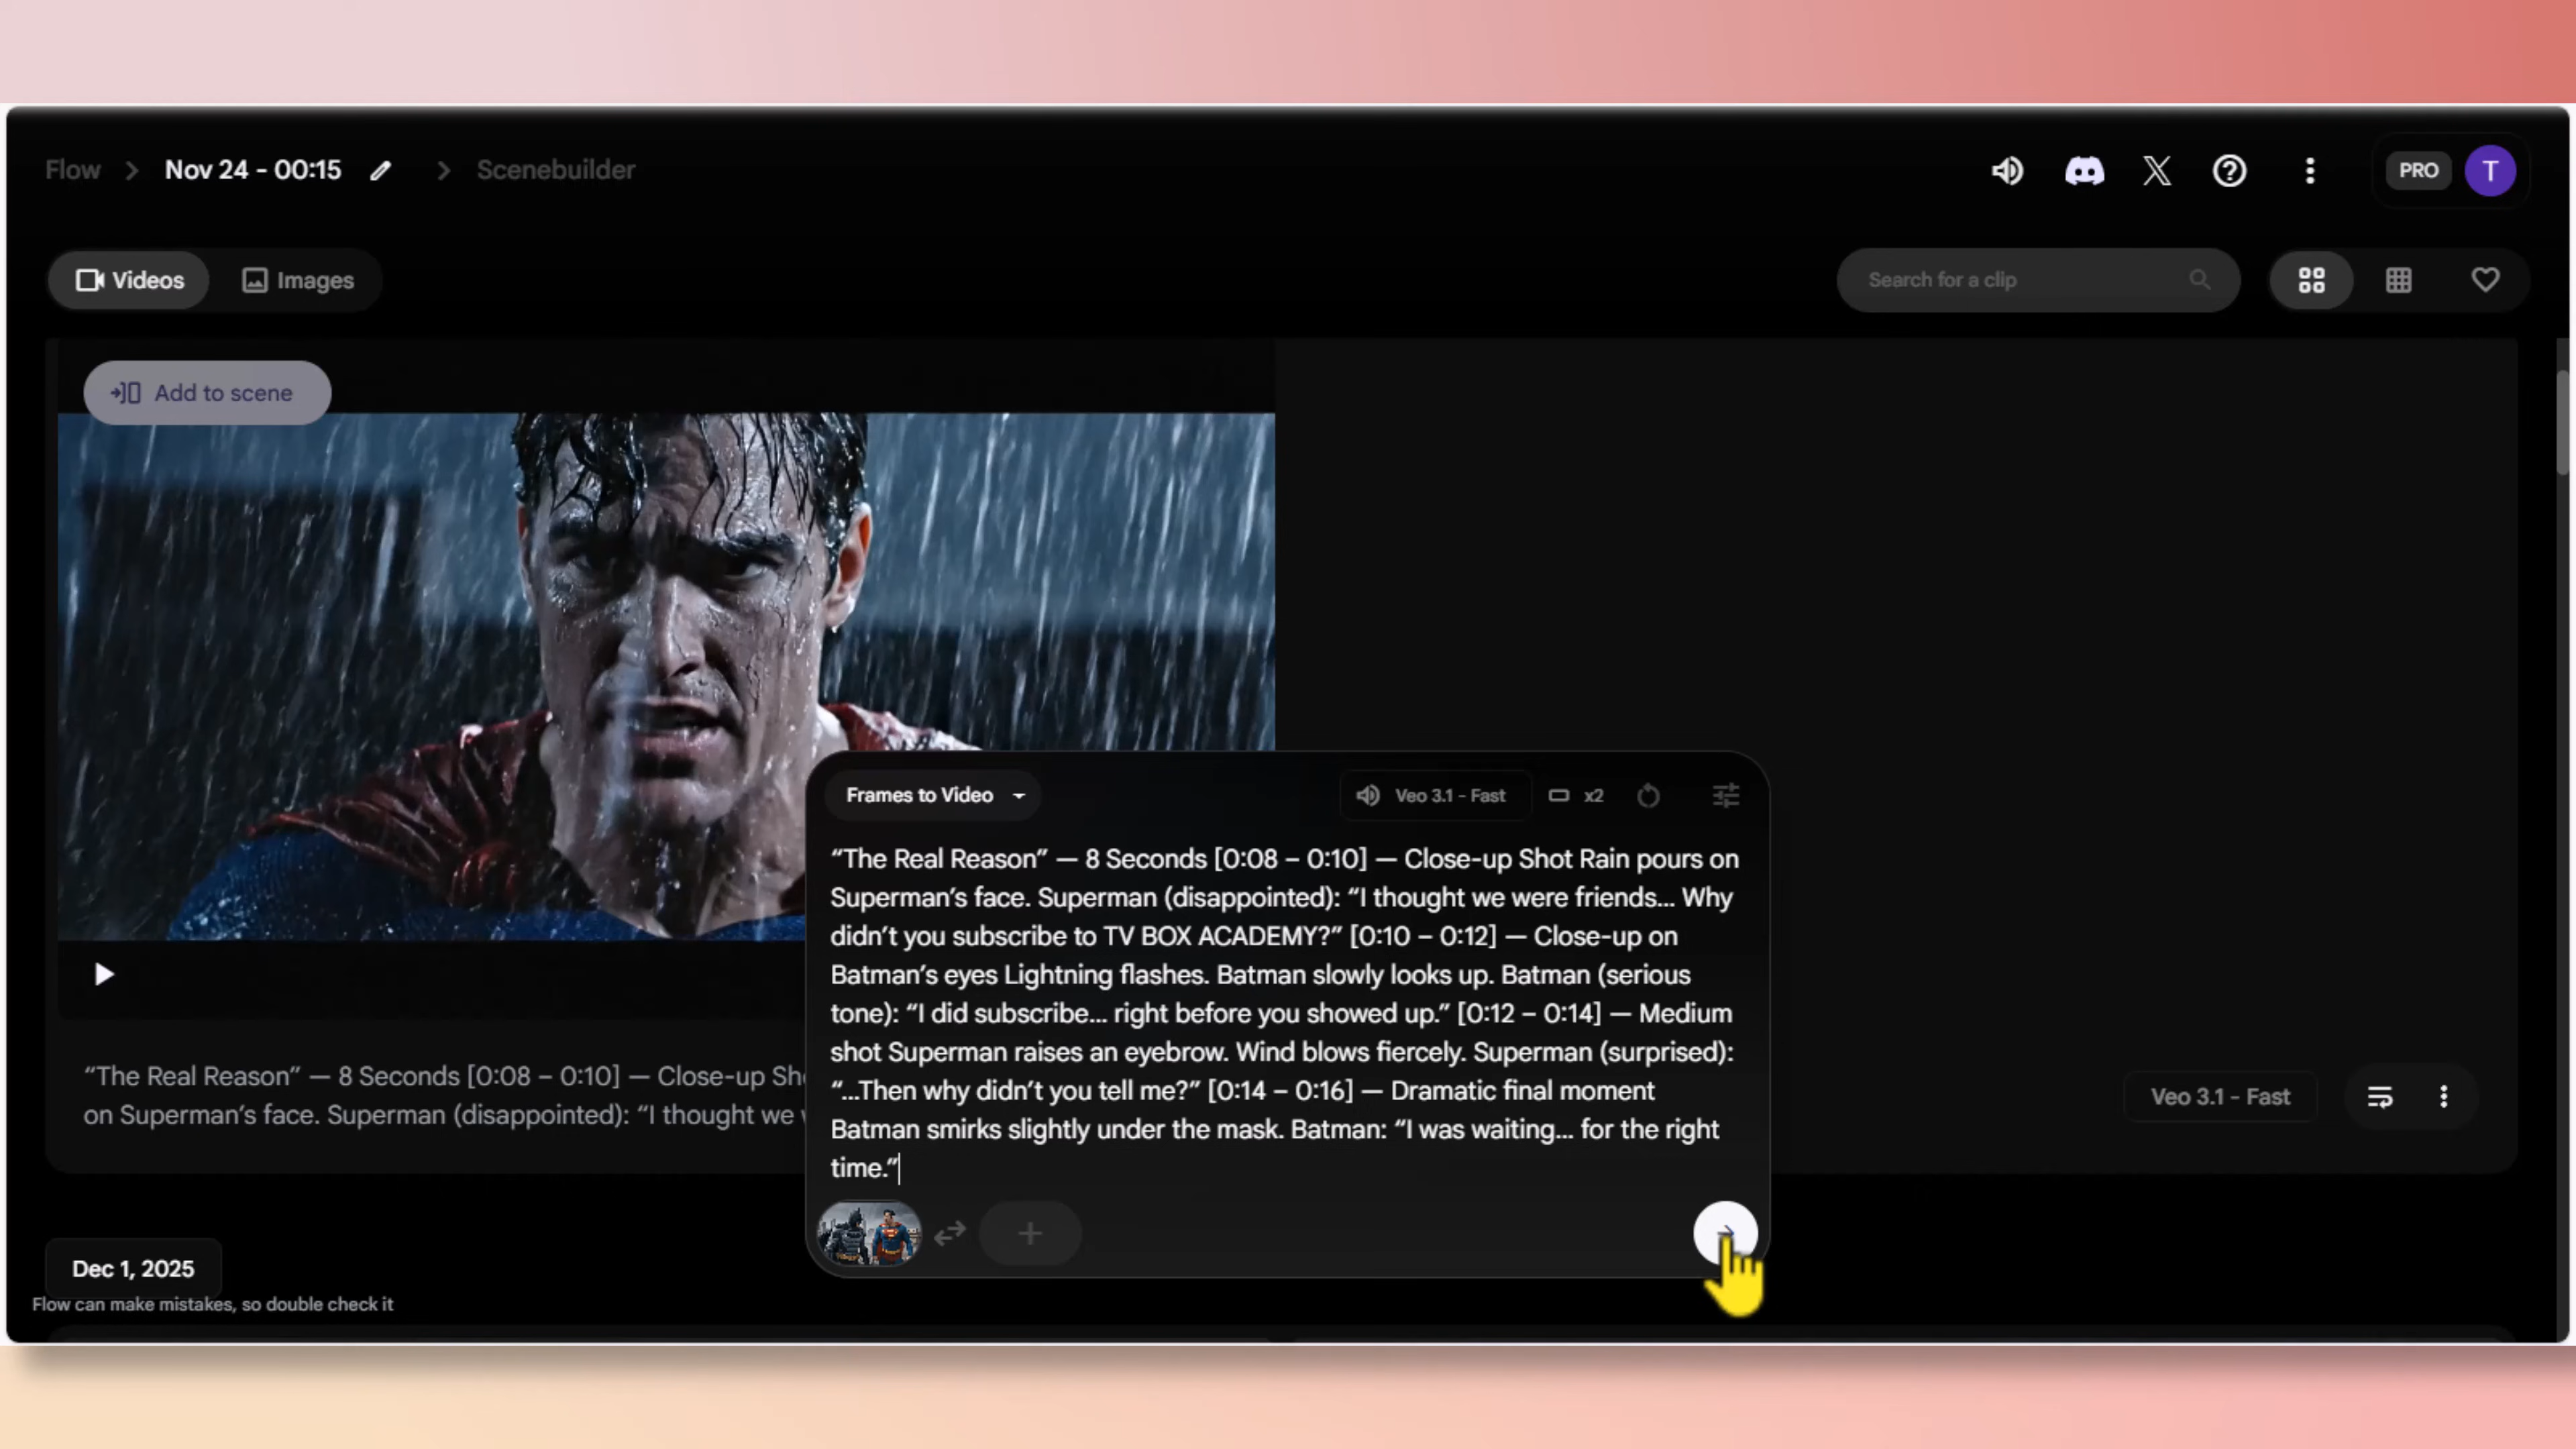 Flow > Nov 24 - 00:15 > Scenebuilder
PRO T
Videos Images
Search for a clip
Add to scene
Frames to Video
Veo 3.1 - Fast x2
“The Real Reason” — 8 Seconds [0:08 – 0:10] — Close-up Shot Rain pours on
Superman’s face. Superman (disappointed): “I thought we were friends... Why
didn’t you subscribe to TV BOX ACADEMY?” [0:10 – 0:12] — Close-up on
Batman’s eyes Lightning flashes. Batman slowly looks up. Batman (serious
tone): “I did subscribe... right before you showed up.” [0:12 – 0:14] — Medium
shot Superman raises an eyebrow. Wind blows fiercely. Superman (surprised):
“...Then why didn’t you tell me?” [0:14 – 0:16] — Dramatic final moment
Batman smirks slightly under the mask. Batman: “I was waiting... for the right
time.”
“The Real Reason” — 8 Seconds [0:08 – 0:10] — Close-up
on Superman’s face. Superman (disappointed): “I thought we
Veo 3.1 - Fast
Dec 1, 2025
Flow can make mistakes, so double check it